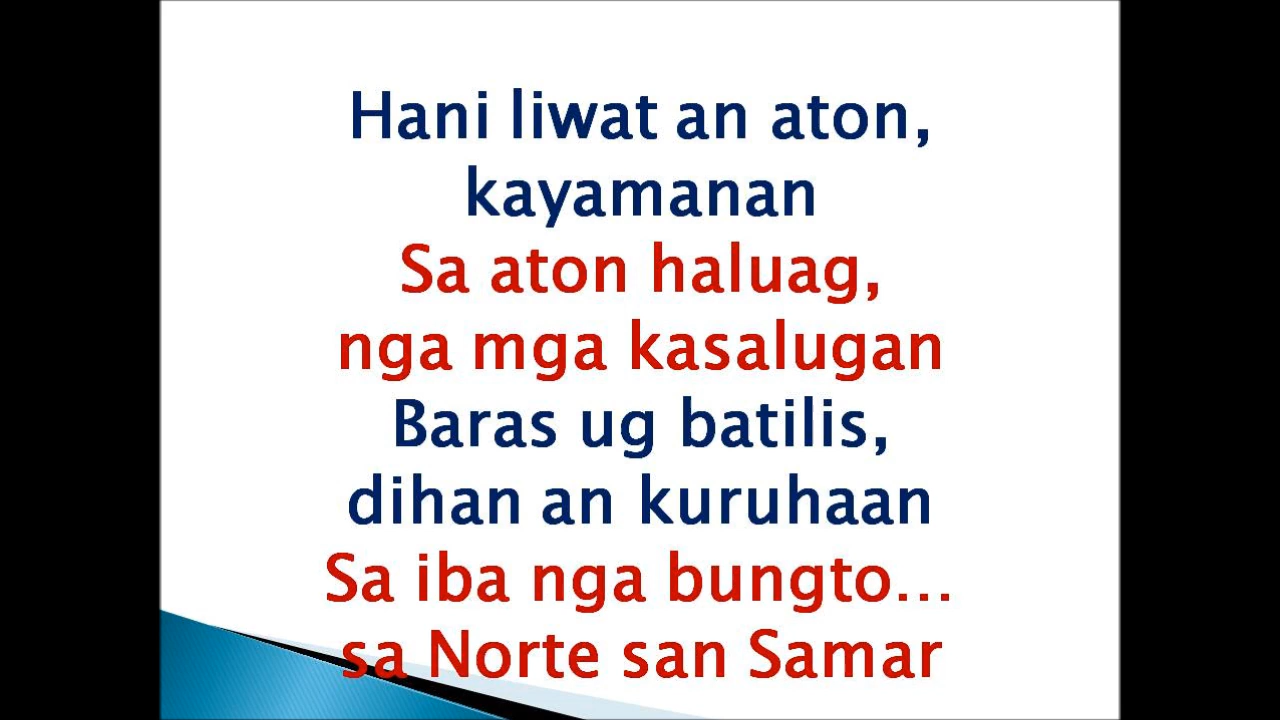 Hani liwat an aton,
kayamanan
Sa aton haluag,
nga mga kasalugan
Baras ug batilis,
dihan an kuruhaan
Sa iba nga bungto...
sa Norte san Samar